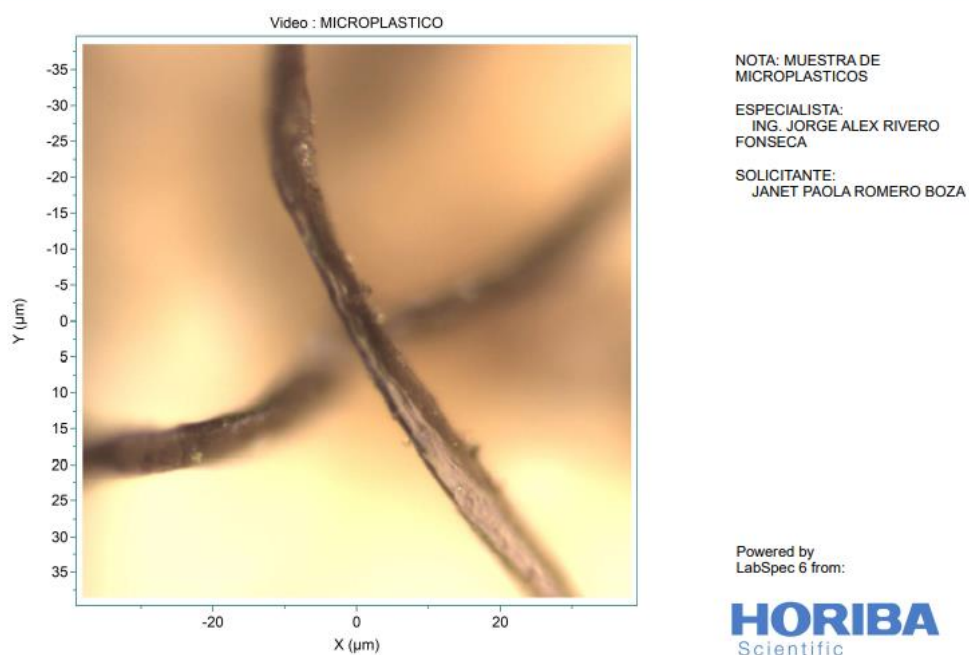 Video : MICROPLASTICO
-35
-30
-25
-20
-15
-10
-5
0
5
10
15
20
25
30
35
Y (µm)
-20
0
20
X (µm)
NOTA: MUESTRA DE
MICROPLASTICOS
ESPECIALISTA:
ING. JORGE ALEX RIVERO
FONSECA
SOLICITANTE:
JANET PAOLA ROMERO BOZA
Powered by
LabSpec 6 from:
HORIBA
Scientific